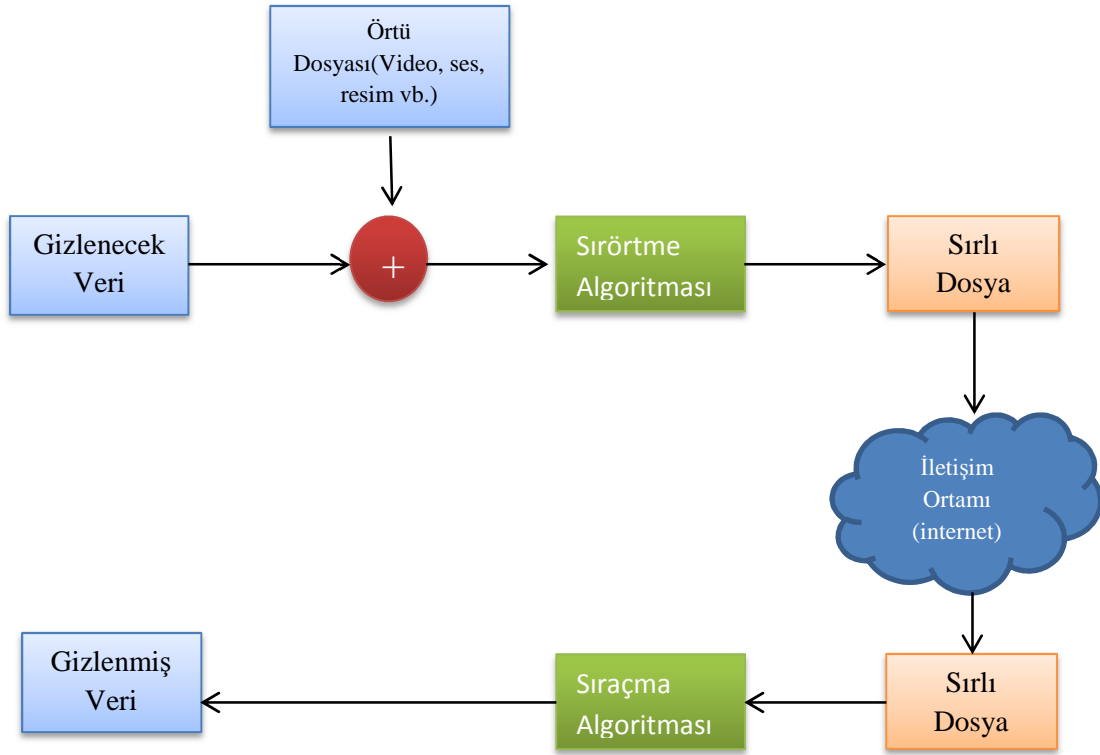 Örtü
Dosyası(Video, ses,
resim vb.)
Gizlenecek
Veri
+
Sırörtme
Algoritması
Sırlı
Dosya
İletişim
Ortamı
(internet)
Sırlı
Dosya
Sıraçma
Algoritması
Gizlenmiş
Veri